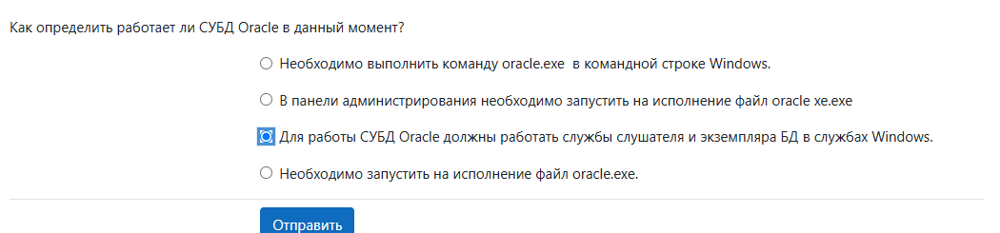 Как определить работает ли СУБД Oracle в данный момент?
Необходимо выполнить команду oracle.exe в командной строке Windows.
В панели администрирования необходимо запустить на исполнение файл oracle xe.exe
Для работы СУБД Oracle должны работать службы слушателя и экземпляра БД в службах Windows.
Необходимо запустить на исполнение файл oracle.exe.
Отправить